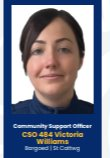 Community Support Officer
CSO 484 Victoria
Williams
Bargoed | St Cattwg